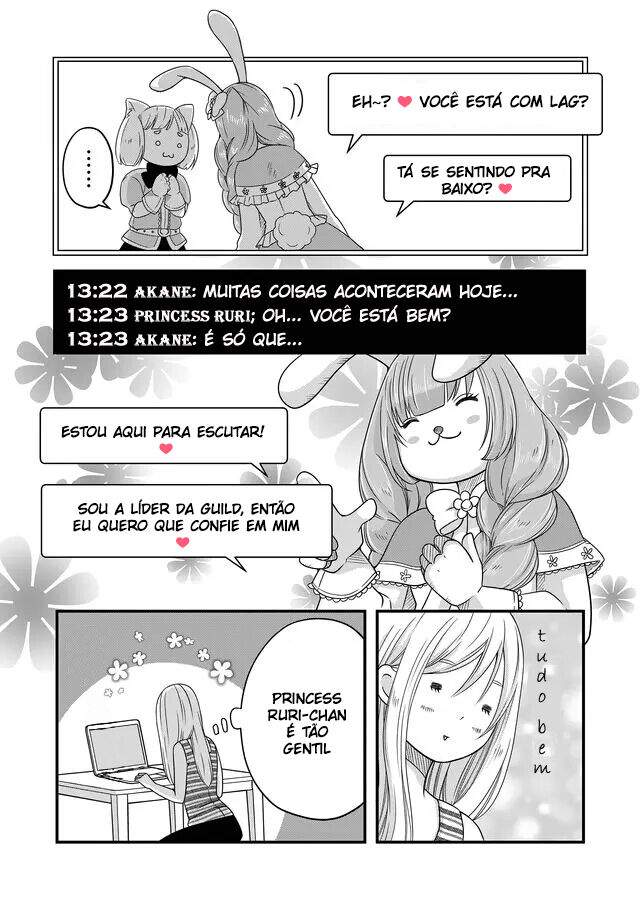 EH~? ❤ VOCÊ ESTÁ COM LAG?
TÁ SE SENTINDO PRA
BAIXO? ❤
......
13:22 AKANE: MUITAS COISAS ACONTECERAM HOJE...
13:23 PRINCESS RURI; OH... VOCÊ ESTÁ BEM?
13:23 AKANE: É SÓ QUE...
ESTOU AQUI PARA ESCUTAR!
❤
SOU A LÍDER DA GUILD, ENTÃO
EU QUERO QUE CONFIE EM MIM
❤
PRINCESS
RURI-CHAN
É TÃO
GENTIL
tudo bem